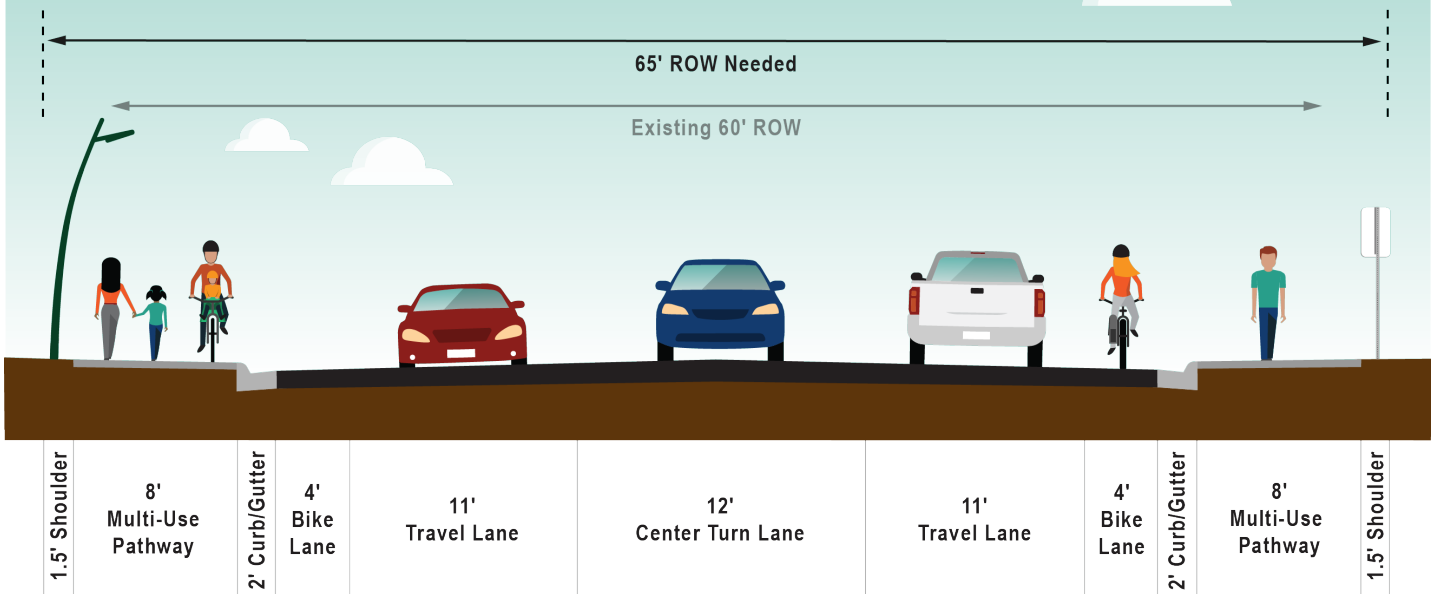 65' ROW Needed
Existing 60' ROW
1.5' Shoulder
8'
Multi-Use
Pathway
2' Curb/Gutter
4'
Bike
Lane
11'
Travel Lane
12'
Center Turn Lane
11'
Travel Lane
4'
Bike
Lane
2' Curb/Gutter
8'
Multi-Use
Pathway
1.5' Shoulder